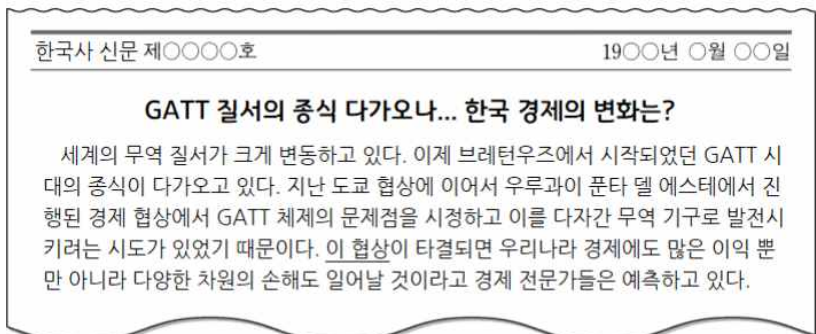 한국사 신문 제○○○○호 19○○년 ○월 ○○일
GATT 질서의 종식 다가오나... 한국 경제의 변화는?
세계의 무역 질서가 크게 변동하고 있다. 이제 브레턴우즈에서 시작되었던 GATT 시
대의 종식이 다가오고 있다. 지난 도쿄 협상에 이어서 우루과이 푼타 델 에스테에서 진
행된 경제 협상에서 GATT 체제의 문제점을 시정하고 이를 다자간 무역 기구로 발전시
키려는 시도가 있었기 때문이다. 이 협상이 타결되면 우리나라 경제에도 많은 이익 뿐
만 아니라 다양한 차원의 손해도 일어날 것이라고 경제 전문가들은 예측하고 있다.